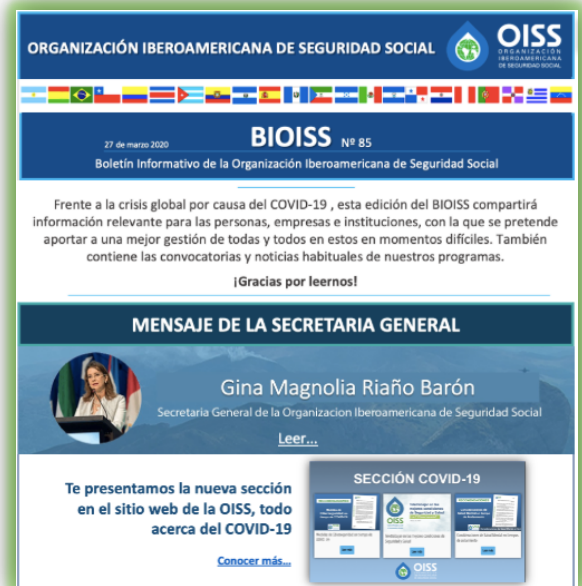 ORGANIZACIÓN IBEROAMERICANA DE SEGURIDAD SOCIAL
OISS
ORGANIZACIÓN
IBEROAMERICANA
DE SEGURIDAD SOCIAL
27 de marzo 2020
BIOISS Nº 85
Boletín Informativo de la Organización Iberoamericana de Seguridad Social
Frente a la crisis global por causa del COVID-19 , esta edición del BIOISS compartirá
información relevante para las personas, empresas e instituciones, con la que se pretende
aportar a una mejor gestión de todas y todos en estos en momentos difíciles. También
contiene las convocatorias y noticias habituales de nuestros programas.
¡Gracias por leernos!
MENSAJE DE LA SECRETARIA GENERAL
Gina Magnolia Riaño Barón
Secretaria General de la Organizacion Iberoamericana de Seguridad Social
Leer...
Te presentamos la nueva sección
en el sitio web de la OISS, todo
acerca del COVID-19
Conocer más...
SECCIÓN COVID-19
OISS
OISS